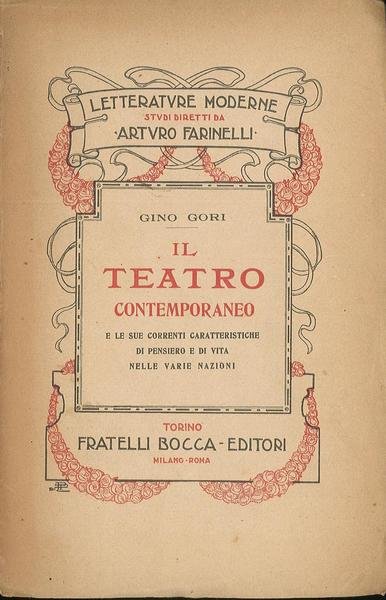 LETTERATVRE MODERNE
STVDI DIRETTI DA
·ARTVRO FARINELLI·
GINO GORI
IL
TEATRO
CONTEMPORANEO
E LE SUE CORRENTI CARATTERISTICHE
DI PENSIERO E DI VITA
NELLE VARIE NAZIONI
TORINO
FRATELLI BOCCA - EDITORI
MILANO - ROMA